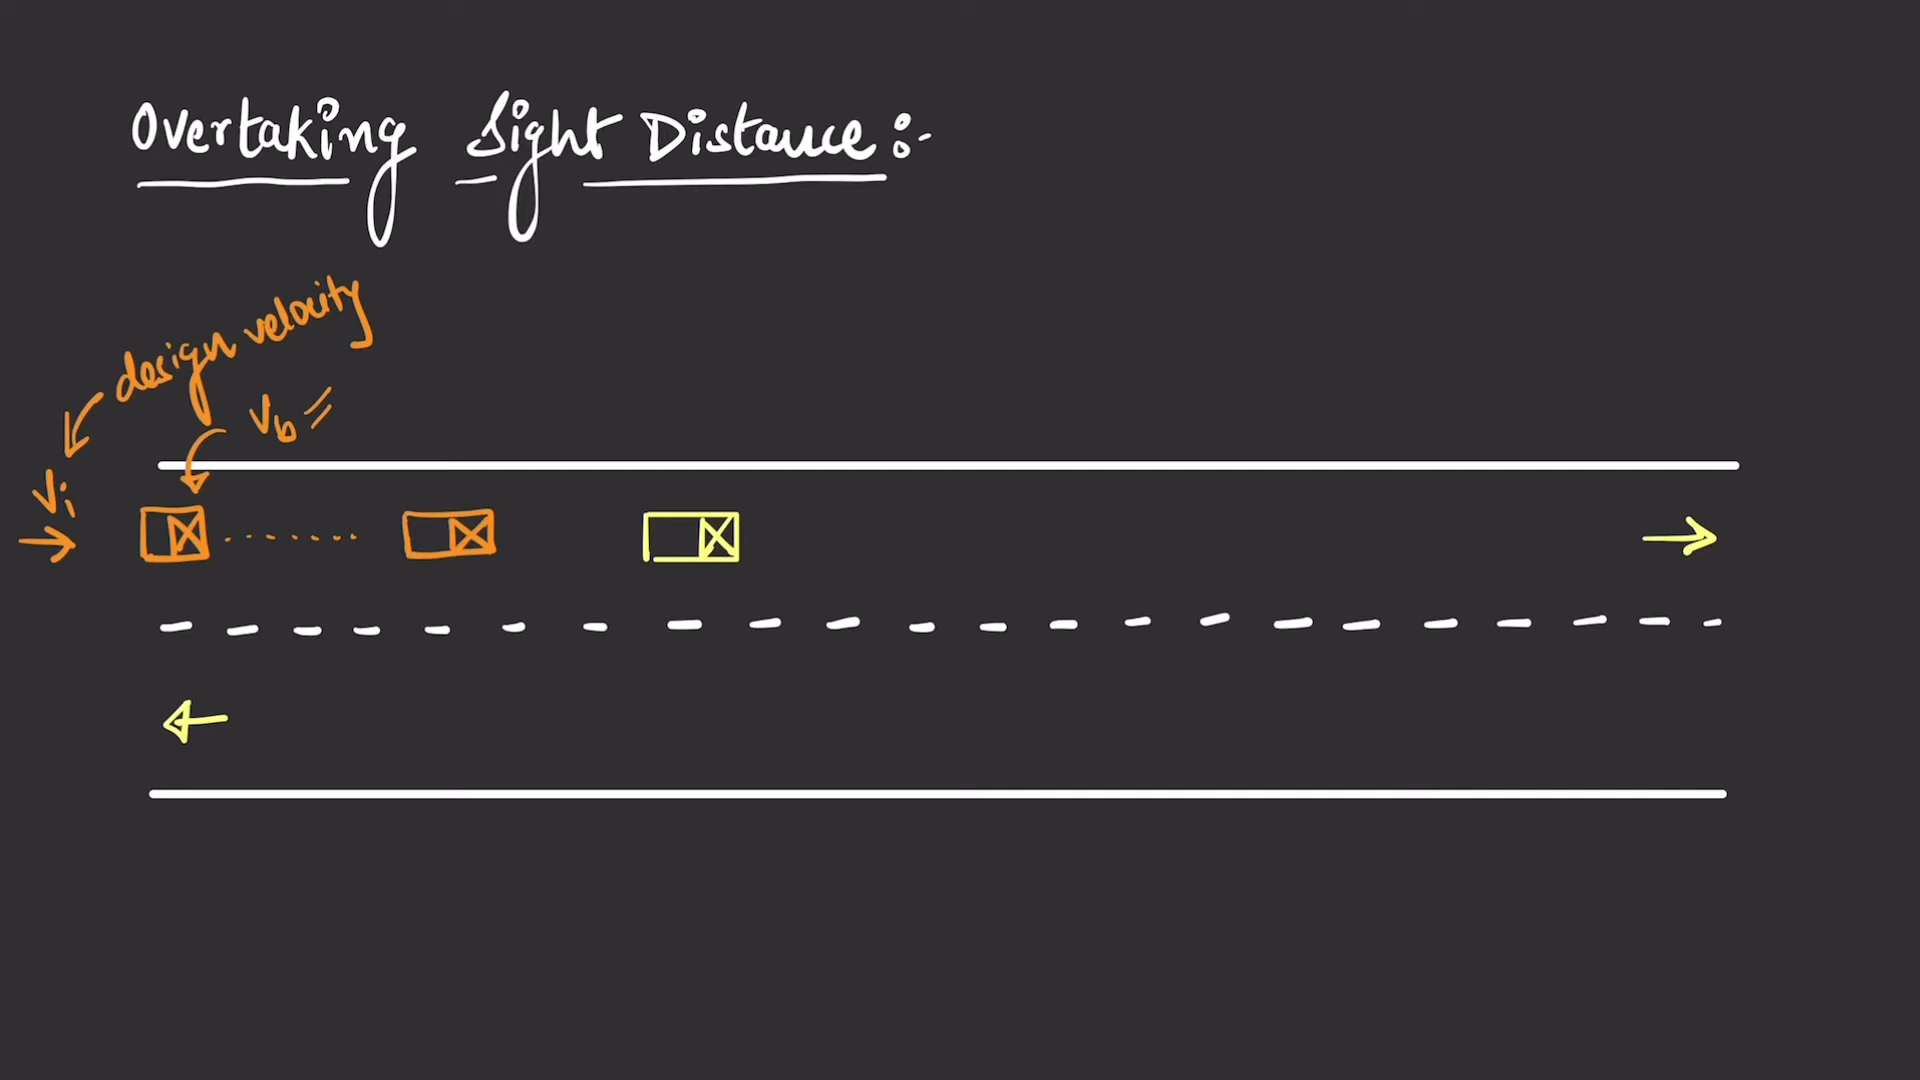 Overtaking Sight Distance :-
design velocity
Vb =
Vi